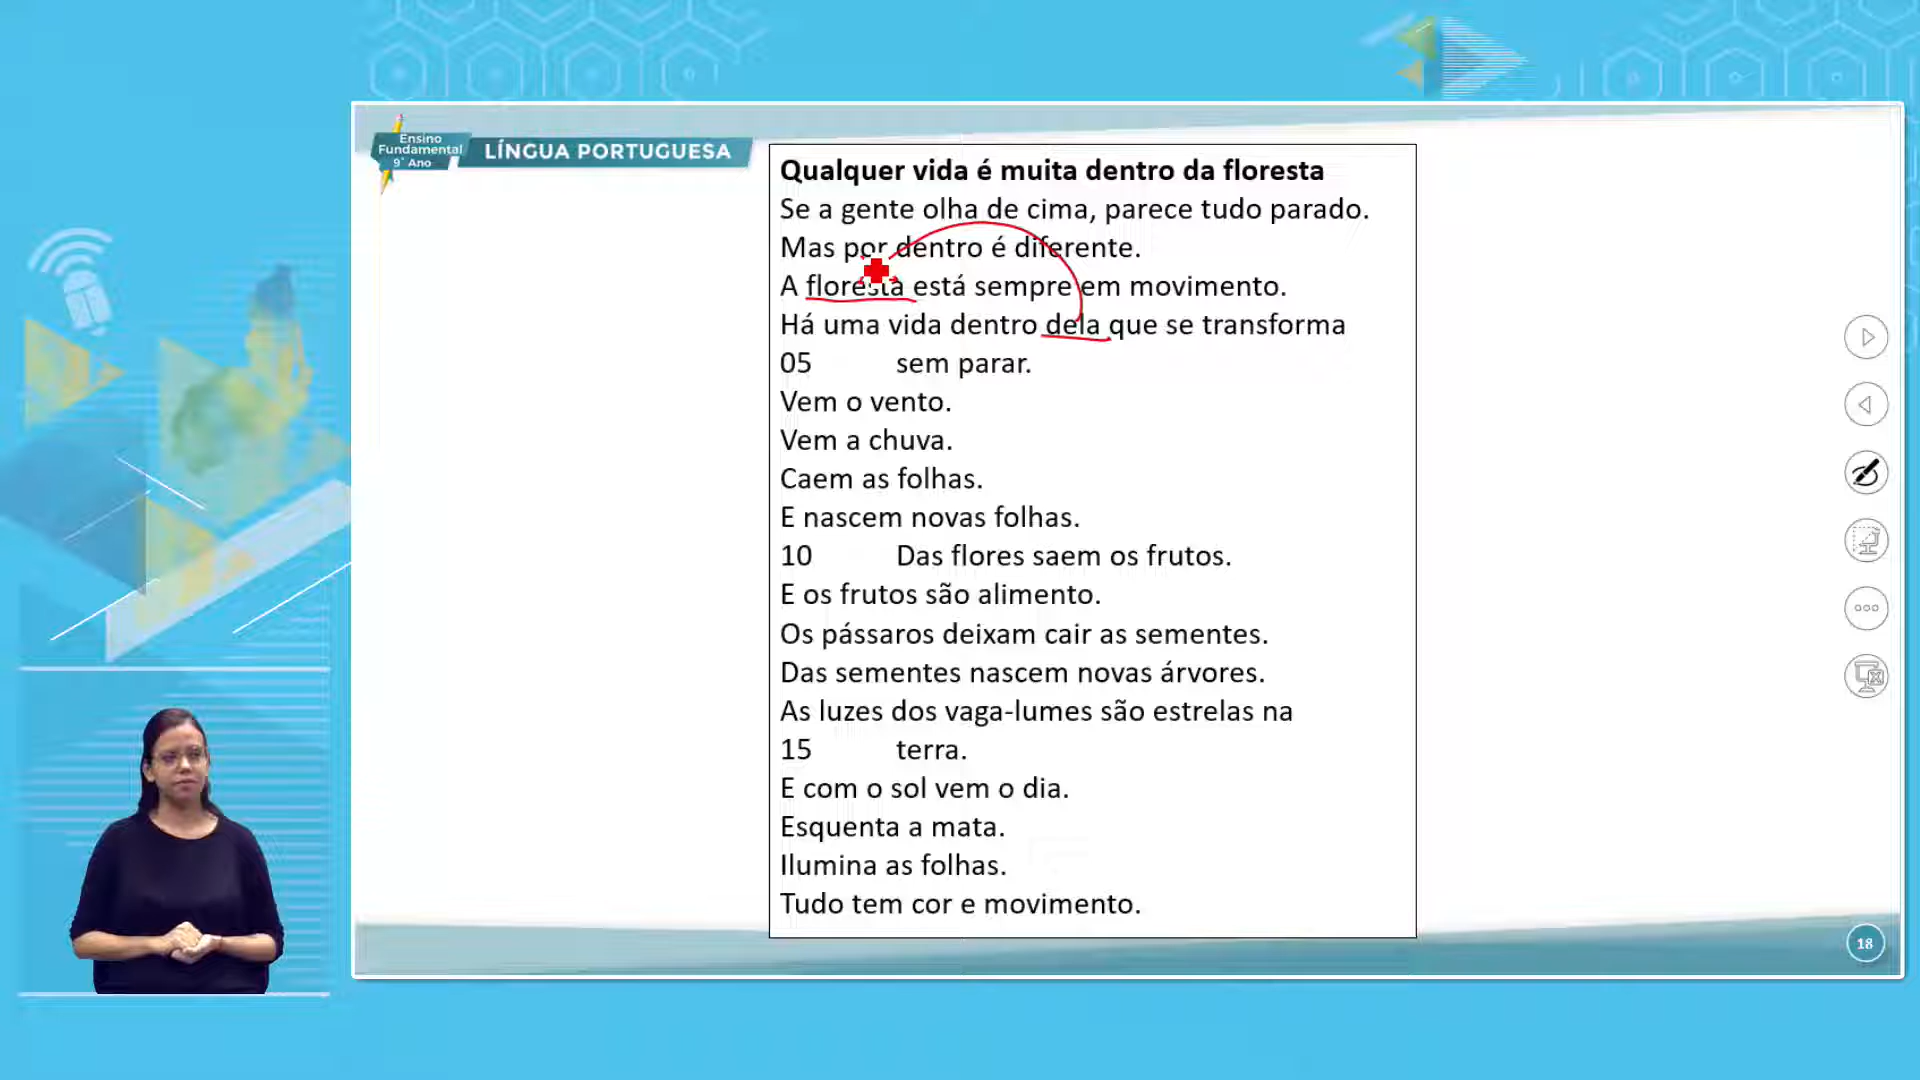 Ensino
Fundamental
9° Ano
LÍNGUA PORTUGUESA
Qualquer vida é muita dentro da floresta
Se a gente olha de cima, parece tudo parado.
Mas por dentro é diferente.
A floresta está sempre em movimento.
Há uma vida dentro dela que se transforma
05 sem parar.
Vem o vento.
Vem a chuva.
Caem as folhas.
E nascem novas folhas.
10 Das flores saem os frutos.
E os frutos são alimento.
Os pássaros deixam cair as sementes.
Das sementes nascem novas árvores.
As luzes dos vaga-lumes são estrelas na
15 terra.
E com o sol vem o dia.
Esquenta a mata.
Ilumina as folhas.
Tudo tem cor e movimento.
18